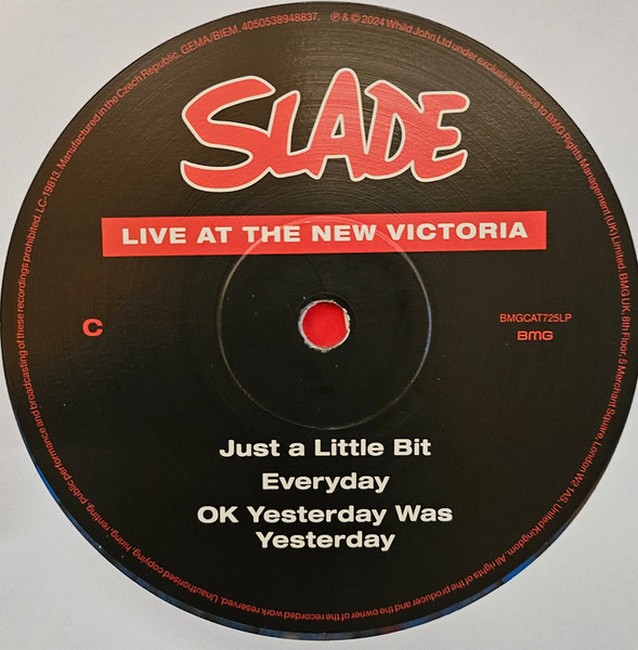 SLADE
LIVE AT THE NEW VICTORIA
C
BMGCAT725LP
BMG
Just a Little Bit
Everyday
OK Yesterday Was
Yesterday
℗ & © 2024 Whild John Ltd under exclusive licence to BMG Rights Management (UK) Limited. BMG UK, 8th Floor, 5 Merchant Square, London W2 1AS, United Kingdom. All rights of the producer and the owner of the recorded work reserved. Unauthorised copying, hiring, renting, public performance and broadcasting of these recordings prohibited. LC-19813. Manufactured in the Czech Republic. GEMA/BIEM. 4050538948837.